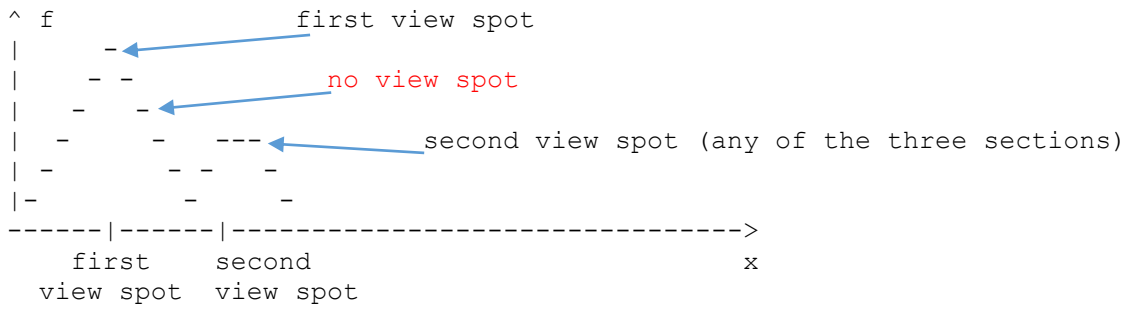 ^ f             first view spot
|      -
|     - -             no view spot
|   -   -
|  -     -   ---          second view spot (any of the three sections)
| -      - -   -
|-        -     -
------|------|--------------------------------->
    first    second                            x
  view spot  view spot